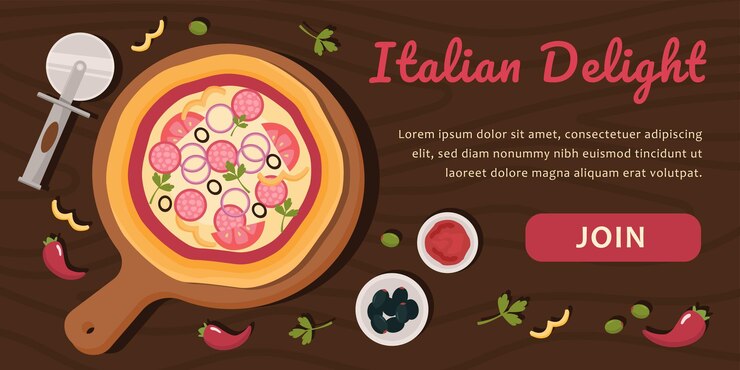 Italian Delight
Lorem ipsum dolor sit amet, consectetuer
adipiscing elit, sed diam nonummy nibh euismod tincidunt ut
laoreet dolore magna aliquam erat volutpat.
JOIN